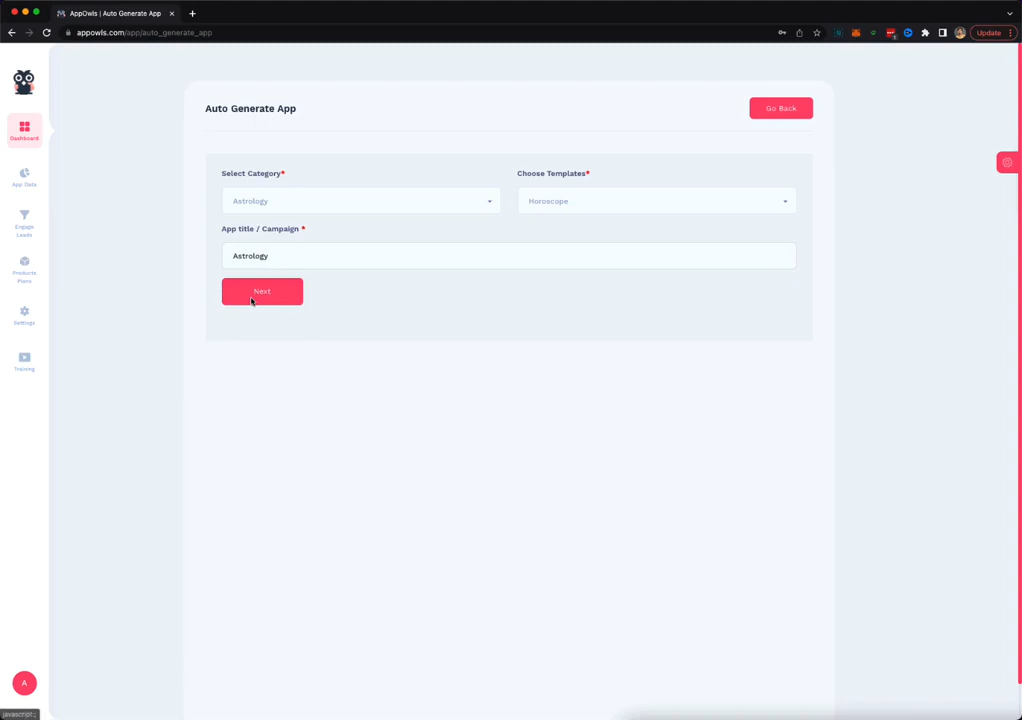 AppOwls | Auto Generate App
appowls.com/app/auto_generate_app
Update
Dashboard
App Data
Engage
Leads
Products
Plans
Settings
Training
A
Auto Generate App
Go Back
Select Category*
Choose Templates*
Astrology
Horoscope
App title / Campaign *
Astrology
Next
javascript:;